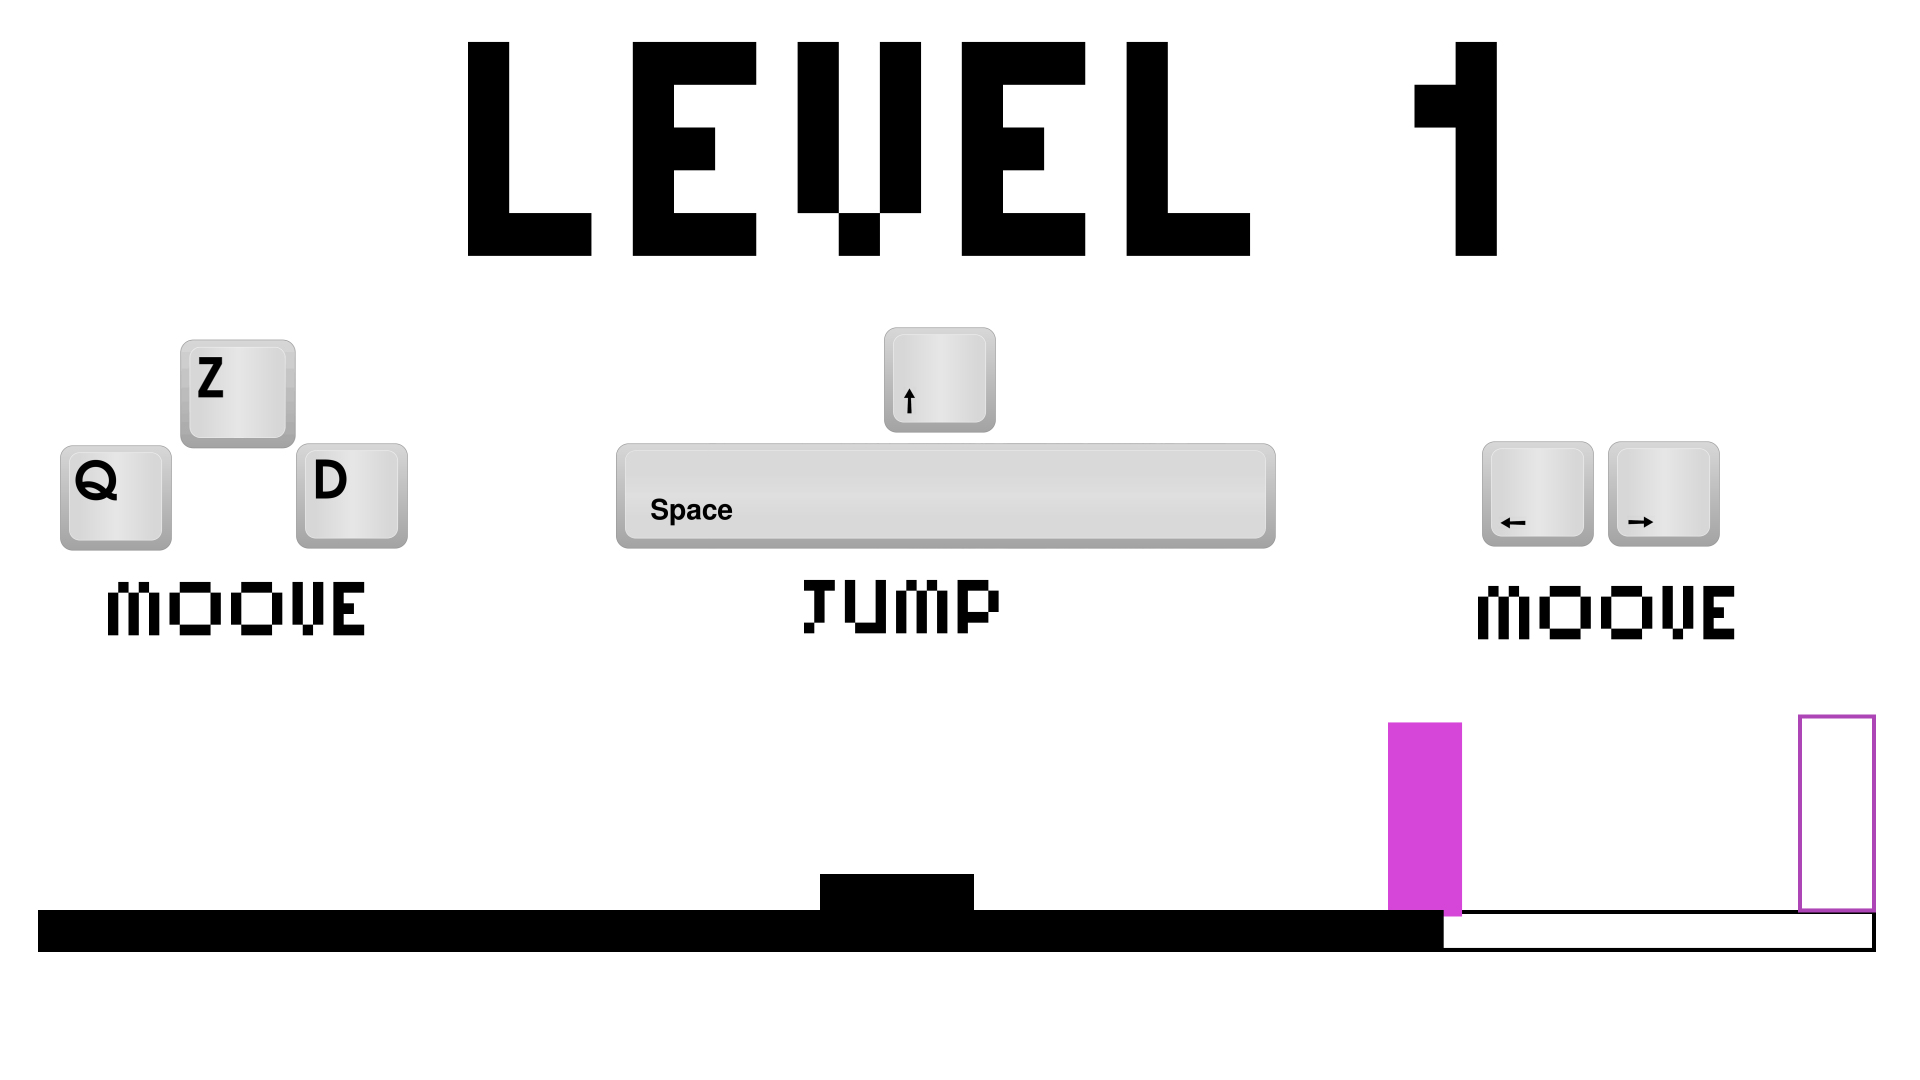 LEVEL 1
Z
↑
Q D
Space
← →
MOOVE JUMP MOOVE